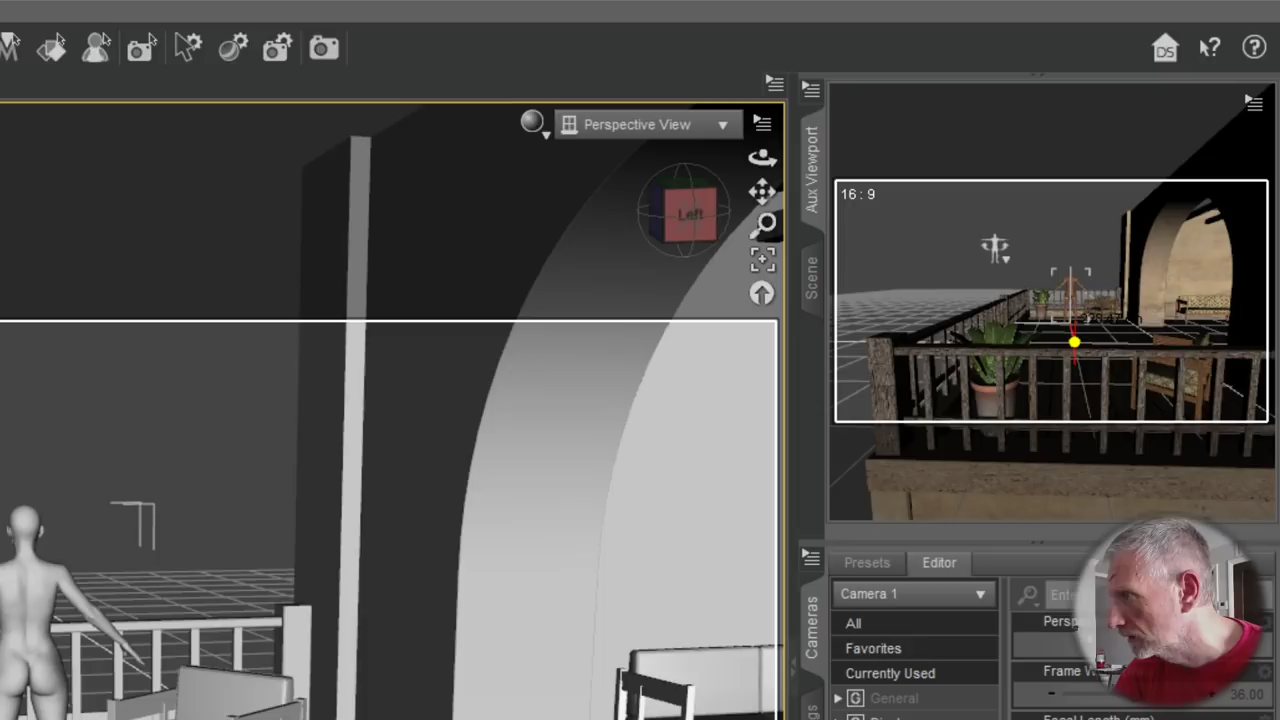 DS
Perspective View
Left
Aux Viewport
16 : 9
Scene
Presets
Editor
Camera 1
All
Favorites
Currently Used
G General
Cameras
Frame W
36.00